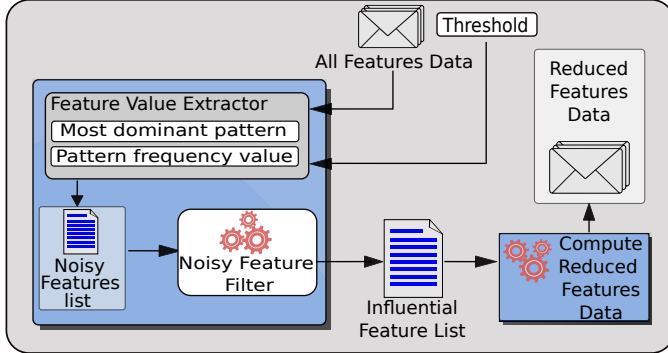 Threshold
All Features Data
Feature Value Extractor
Most dominant pattern
Pattern frequency value
Noisy
Features
list
Noisy Feature
Filter
Influential
Feature List
Compute
Reduced
Features
Data
Reduced
Features
Data